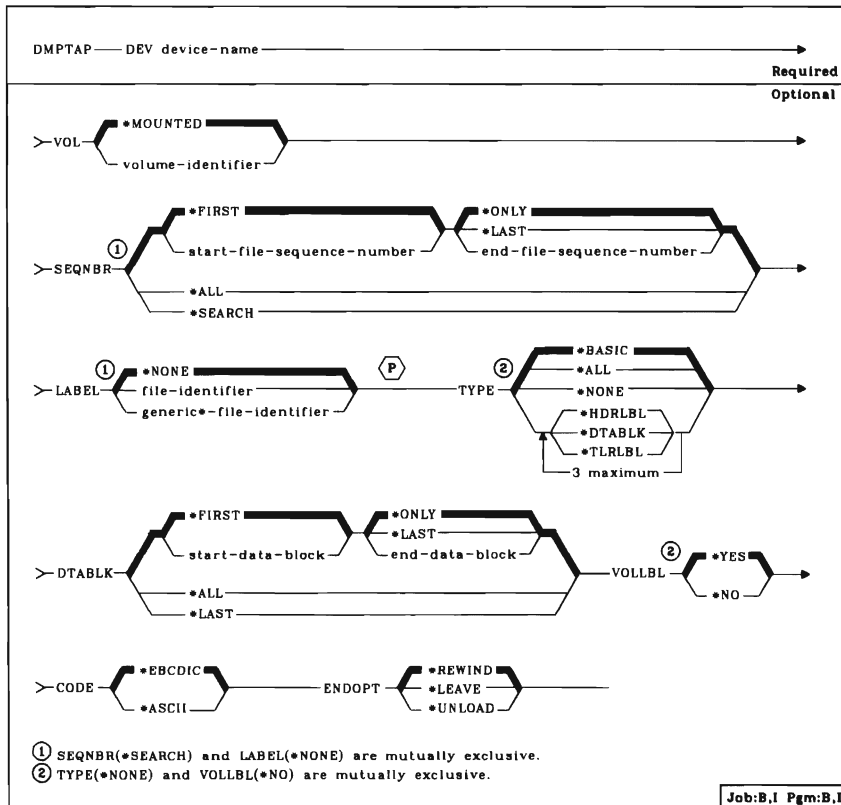 DMPTAP DEV device-name
Required
Optional
*MOUNTED
VOL
volume-identifier
*FIRST *ONLY
*LAST
start-file-sequence-number end-file-sequence-number
① SEQNBR
*ALL
*SEARCH
① *NONE P ② *BASIC
*ALL
LABEL file-identifier TYPE *NONE
generic*-file-identifier
*HDRLBL
*DTABLK
*TLRLBL
3 maximum
*FIRST *ONLY
*LAST
start-data-block end-data-block
DTABLK VOLLBL ② *YES
*NO
*ALL
*LAST
*EBCDIC *REWIND
CODE ENDOPT *LEAVE
*ASCII *UNLOAD
① SEQNBR(*SEARCH) and LABEL(*NONE) are mutually exclusive.
② TYPE(*NONE) and VOLLBL(*NO) are mutually exclusive.
Job:B,I Pgm:B,I